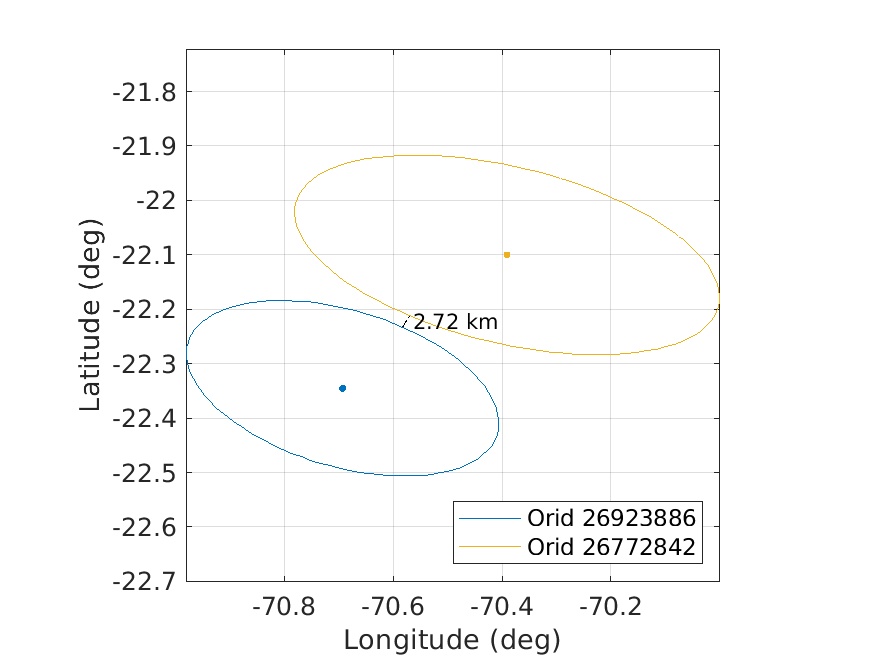 -21.8
-21.9
-22
-22.1
-22.2
-22.3
-22.4
-22.5
-22.6
-22.7
Latitude (deg)
2.72 km
Orid 26923886
Orid 26772842
-70.8 -70.6 -70.4 -70.2
Longitude (deg)